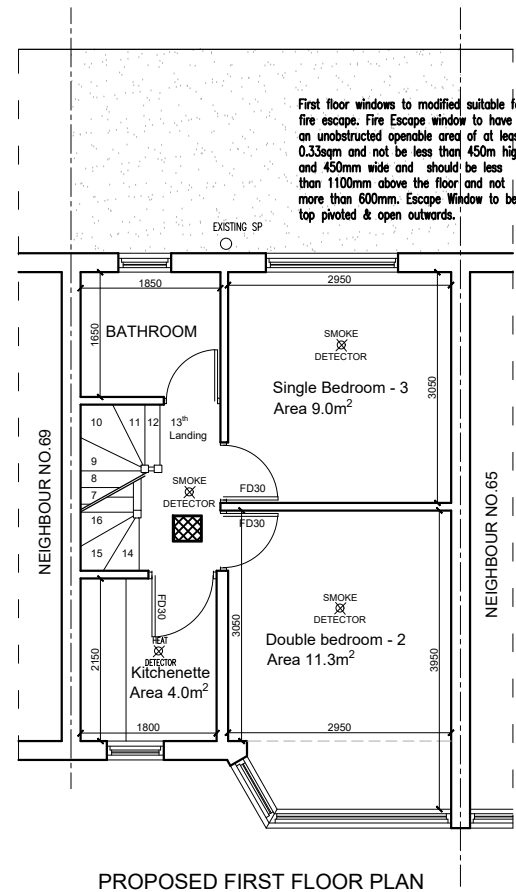 First floor windows to modified suitable f
fire escape. Fire Escape window to have
an unobstructed openable area of at leas
0.33sqm and not be less than 450m hig
and 450mm wide and should be less
than 1100mm above the floor and not
more than 600mm. Escape Window to be
top pivoted & open outwards.
EXISTING SP
1850
2950
1650
BATHROOM
SMOKE
DETECTOR
3050
Single Bedroom - 3
Area 9.0m²
10
11
12
13th
Landing
9
8
7
16
15
14
SMOKE
DETECTOR
FD30
FD30
NEIGHBOUR NO.69
NEIGHBOUR NO.65
FD30
HEAT
DETECTOR
Kitchenette
Area 4.0m²
2150
1800
3050
SMOKE
DETECTOR
Double bedroom - 2
Area 11.3m²
3950
2950
PROPOSED FIRST FLOOR PLAN